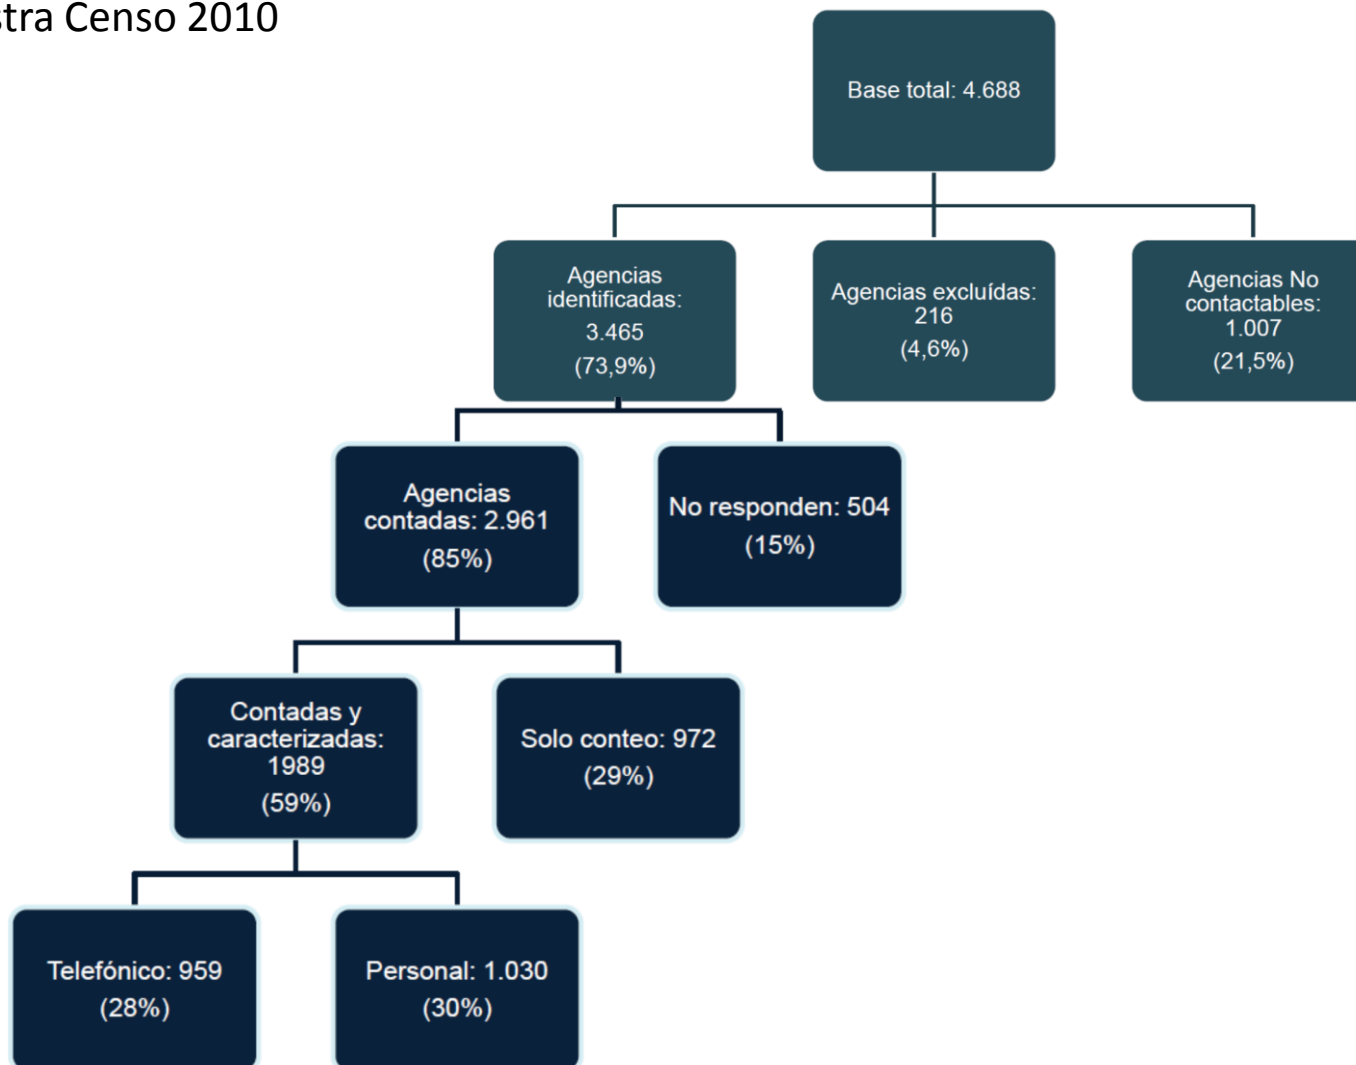 stra Censo 2010
Base total: 4.688
Agencias
identificadas:
3.465
(73,9%)
Agencias excluídas:
216
(4,6%)
Agencias No
contactables:
1.007
(21,5%)
Agencias
contadas: 2.961
(85%)
No responden: 504
(15%)
Contadas y
caracterizadas:
1989
(59%)
Solo conteo: 972
(29%)
Telefónico: 959
(28%)
Personal: 1.030
(30%)